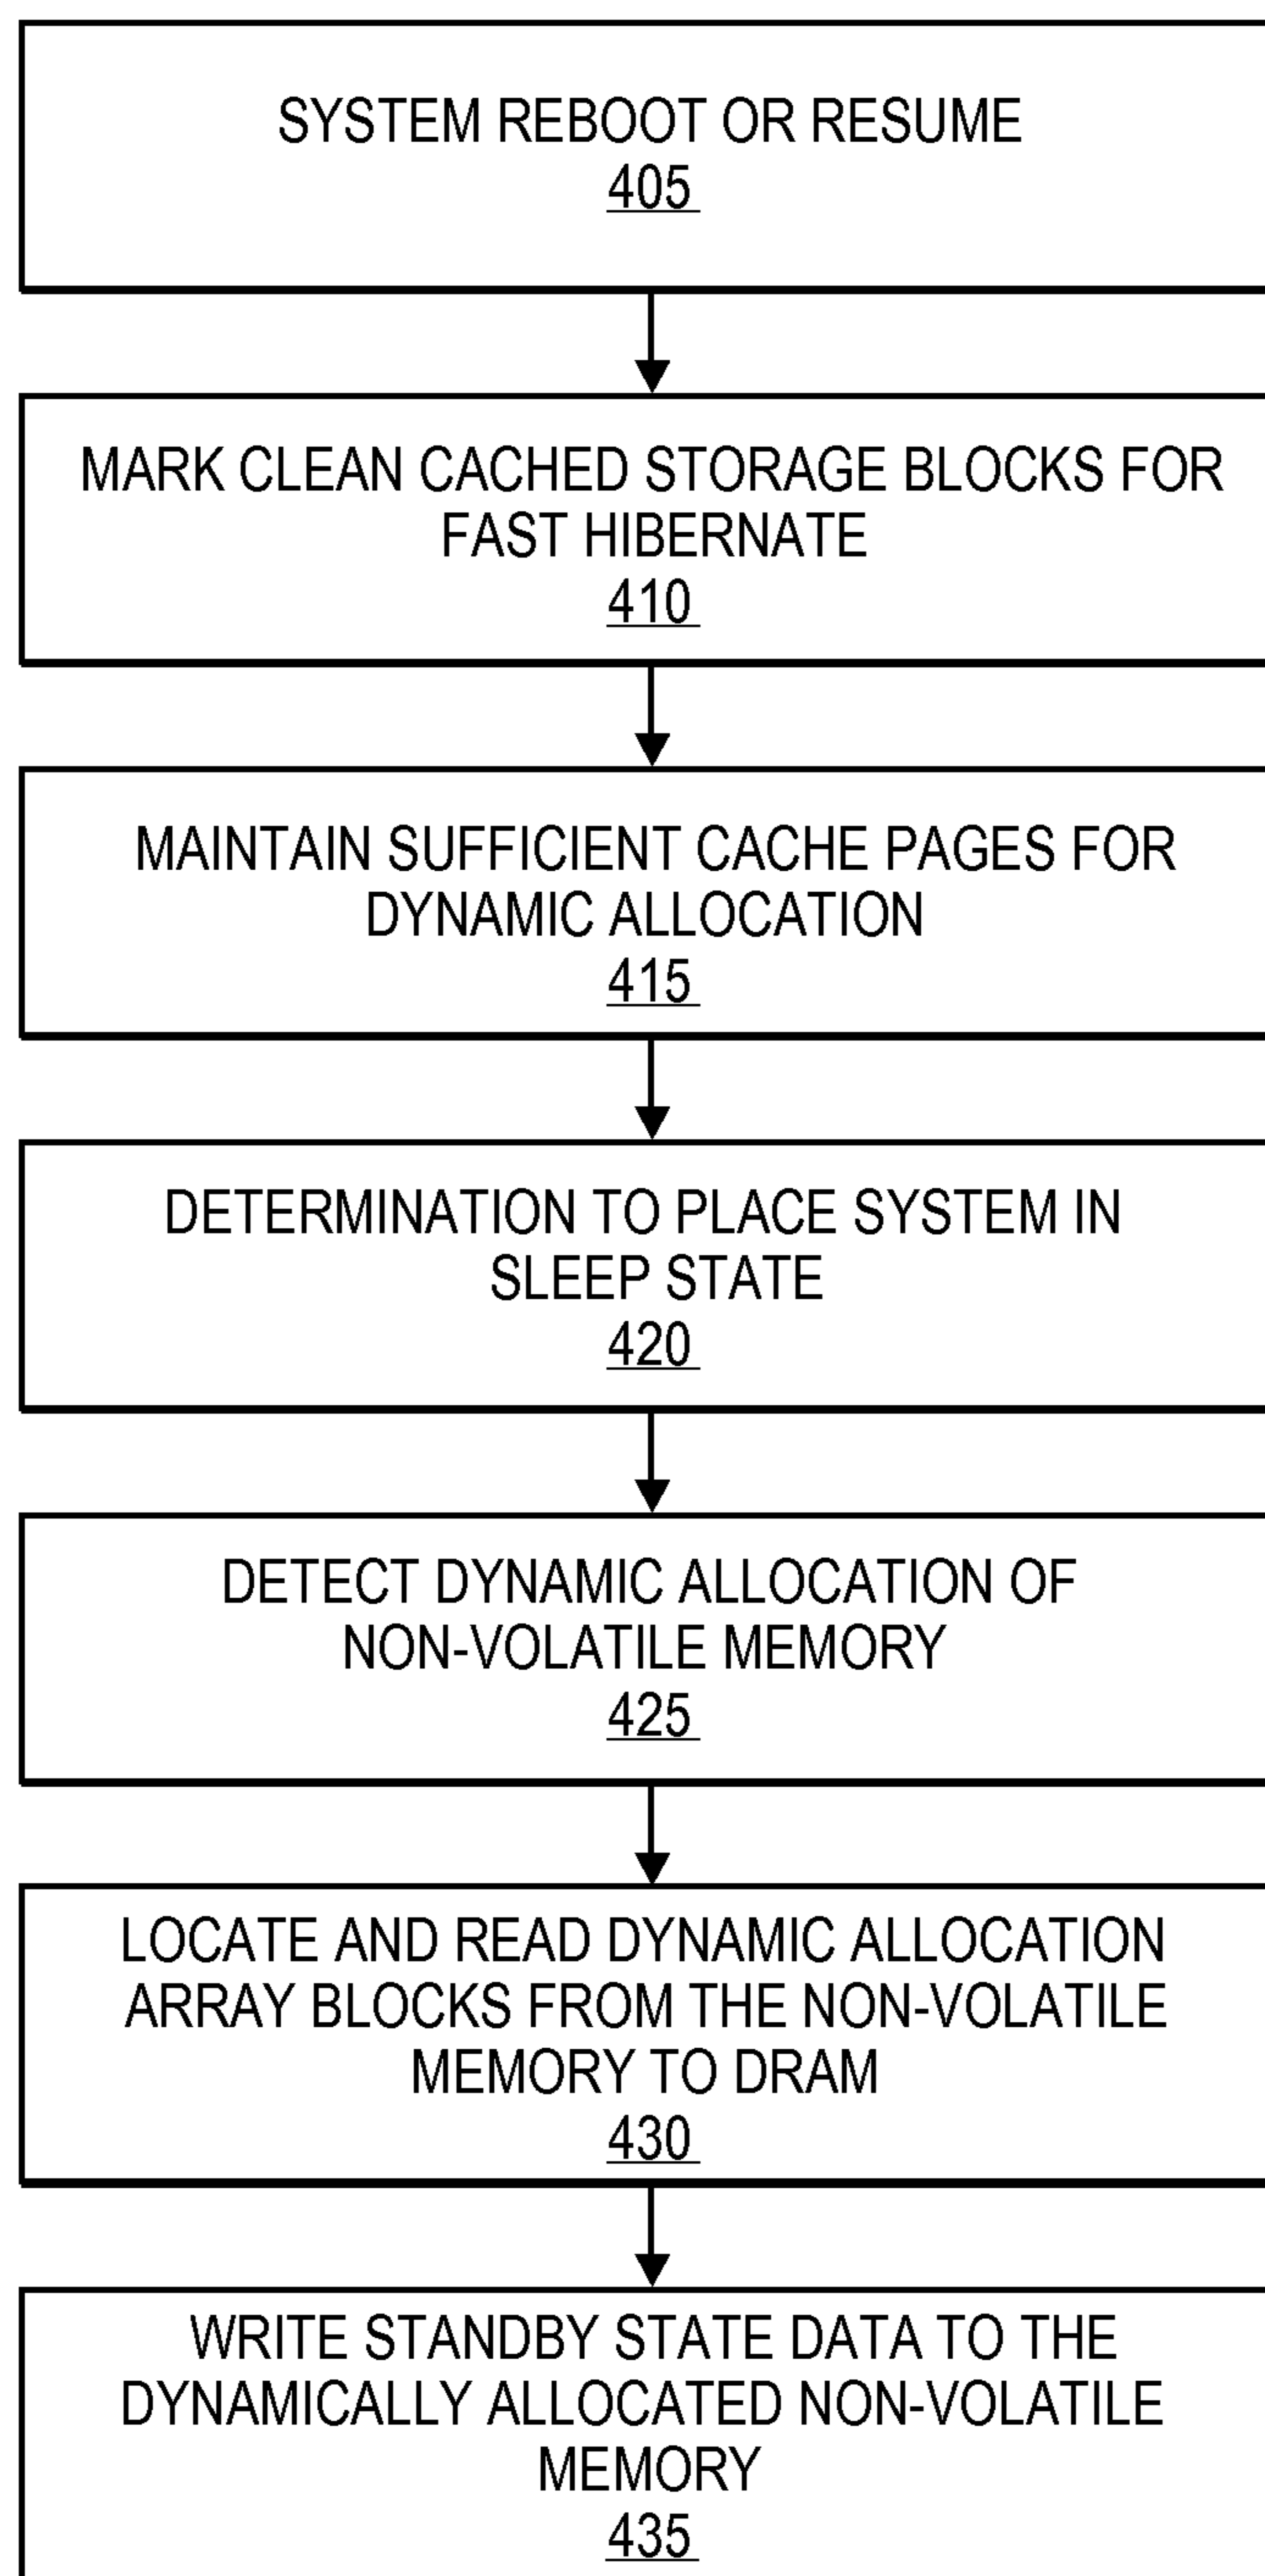 SYSTEM REBOOT OR RESUME
405
MARK CLEAN CACHED STORAGE BLOCKS FOR
FAST HIBERNATE
410
MAINTAIN SUFFICIENT CACHE PAGES FOR
DYNAMIC ALLOCATION
415
DETERMINATION TO PLACE SYSTEM IN
SLEEP STATE
420
DETECT DYNAMIC ALLOCATION OF
NON-VOLATILE MEMORY
425
LOCATE AND READ DYNAMIC ALLOCATION
ARRAY BLOCKS FROM THE NON-VOLATILE
MEMORY TO DRAM
430
WRITE STANDBY STATE DATA TO THE
DYNAMICALLY ALLOCATED NON-VOLATILE
MEMORY
435